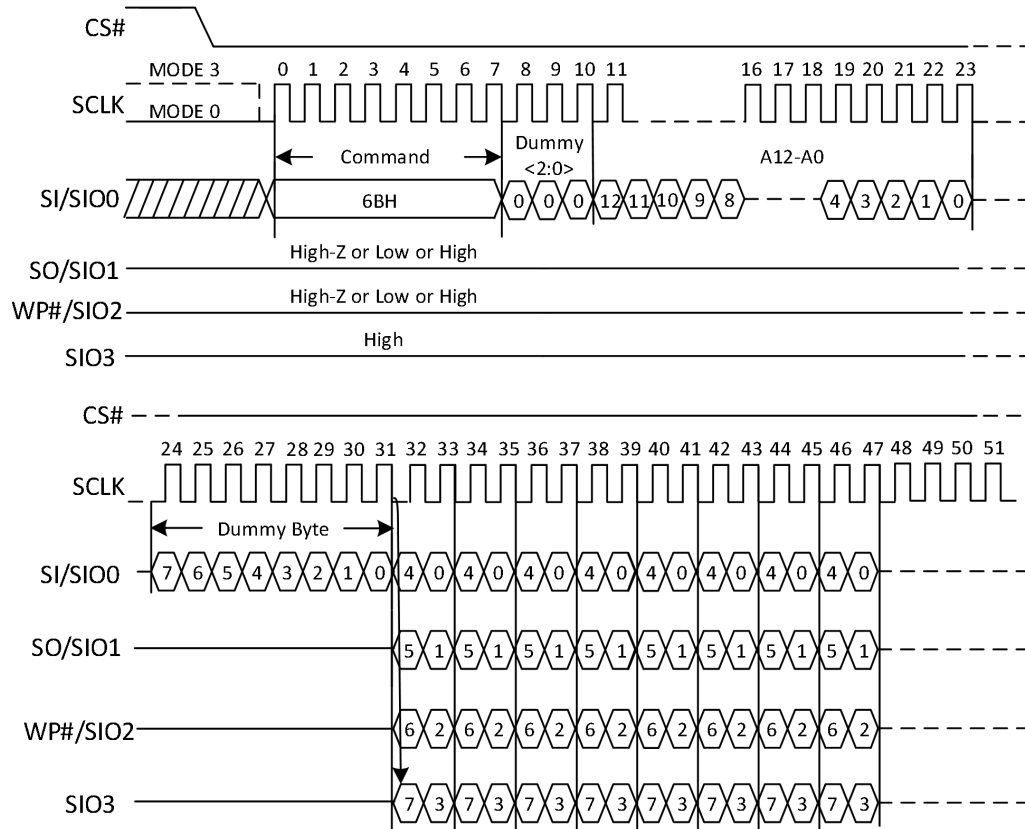 CS#
MODE 3
0 1 2 3 4 5 6 7 8 9 10 11 16 17 18 19 20 21 22 23
SCLK
MODE 0
Command
Dummy
<2:0>
A12-A0
SI/SIO0
6BH
0 0 0 12 11 10 9 8 4 3 2 1 0
High-Z or Low or High
SO/SIO1
High-Z or Low or High
WP#/SIO2
High
SIO3
CS#
24 25 26 27 28 29 30 31 32 33 34 35 36 37 38 39 40 41 42 43 44 45 46 47 48 49 50 51
SCLK
Dummy Byte
SI/SIO0
7 6 5 4 3 2 1 0 4 0 4 0 4 0 4 0 4 0 4 0 4 0 4 0
SO/SIO1
5 1 5 1 5 1 5 1 5 1 5 1 5 1 5 1
WP#/SIO2
6 2 6 2 6 2 6 2 6 2 6 2 6 2 6 2
SIO3
7 3 7 3 7 3 7 3 7 3 7 3 7 3 7 3